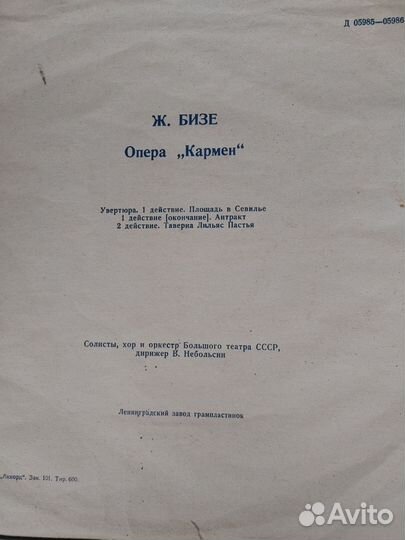 Д 05985—05986
Ж. БИЗЕ
Опера „Кармен“
Увертюра. 1 действие. Площадь в Севилье
1 действие [окончание]. Антракт
2 действие. Таверна Лильяс Пастья
Солисты, хор и оркестр Большого театра СССР,
дирижер В. Небольсин
Ленинградский завод грампластинок
„Аккорд“. Зак. 101. Тир. 600.
Avito